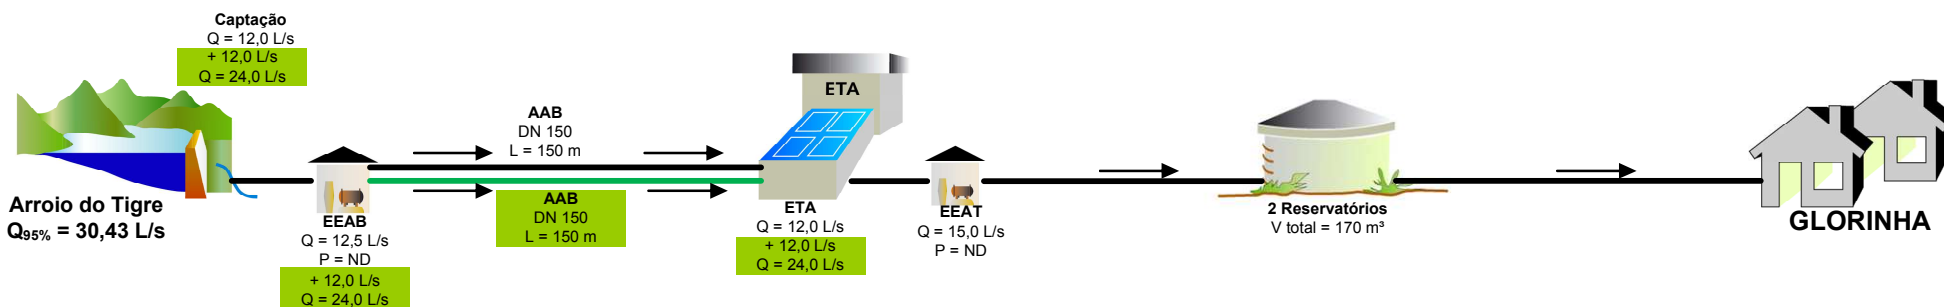 Captação
Q = 12,0 L/s
+ 12,0 L/s
Q = 24,0 L/s
Arroio do Tigre
Q95% = 30,43 L/s
EEAB
Q = 12,5 L/s
P = ND
+ 12,0 L/s
Q = 24,0 L/s
AAB
DN 150
L = 150 m
AAB
DN 150
L = 150 m
ETA
ETA
Q = 12,0 L/s
+ 12,0 L/s
Q = 24,0 L/s
EEAT
Q = 15,0 L/s
P = ND
2 Reservatórios
V total = 170 m³
GLORINHA